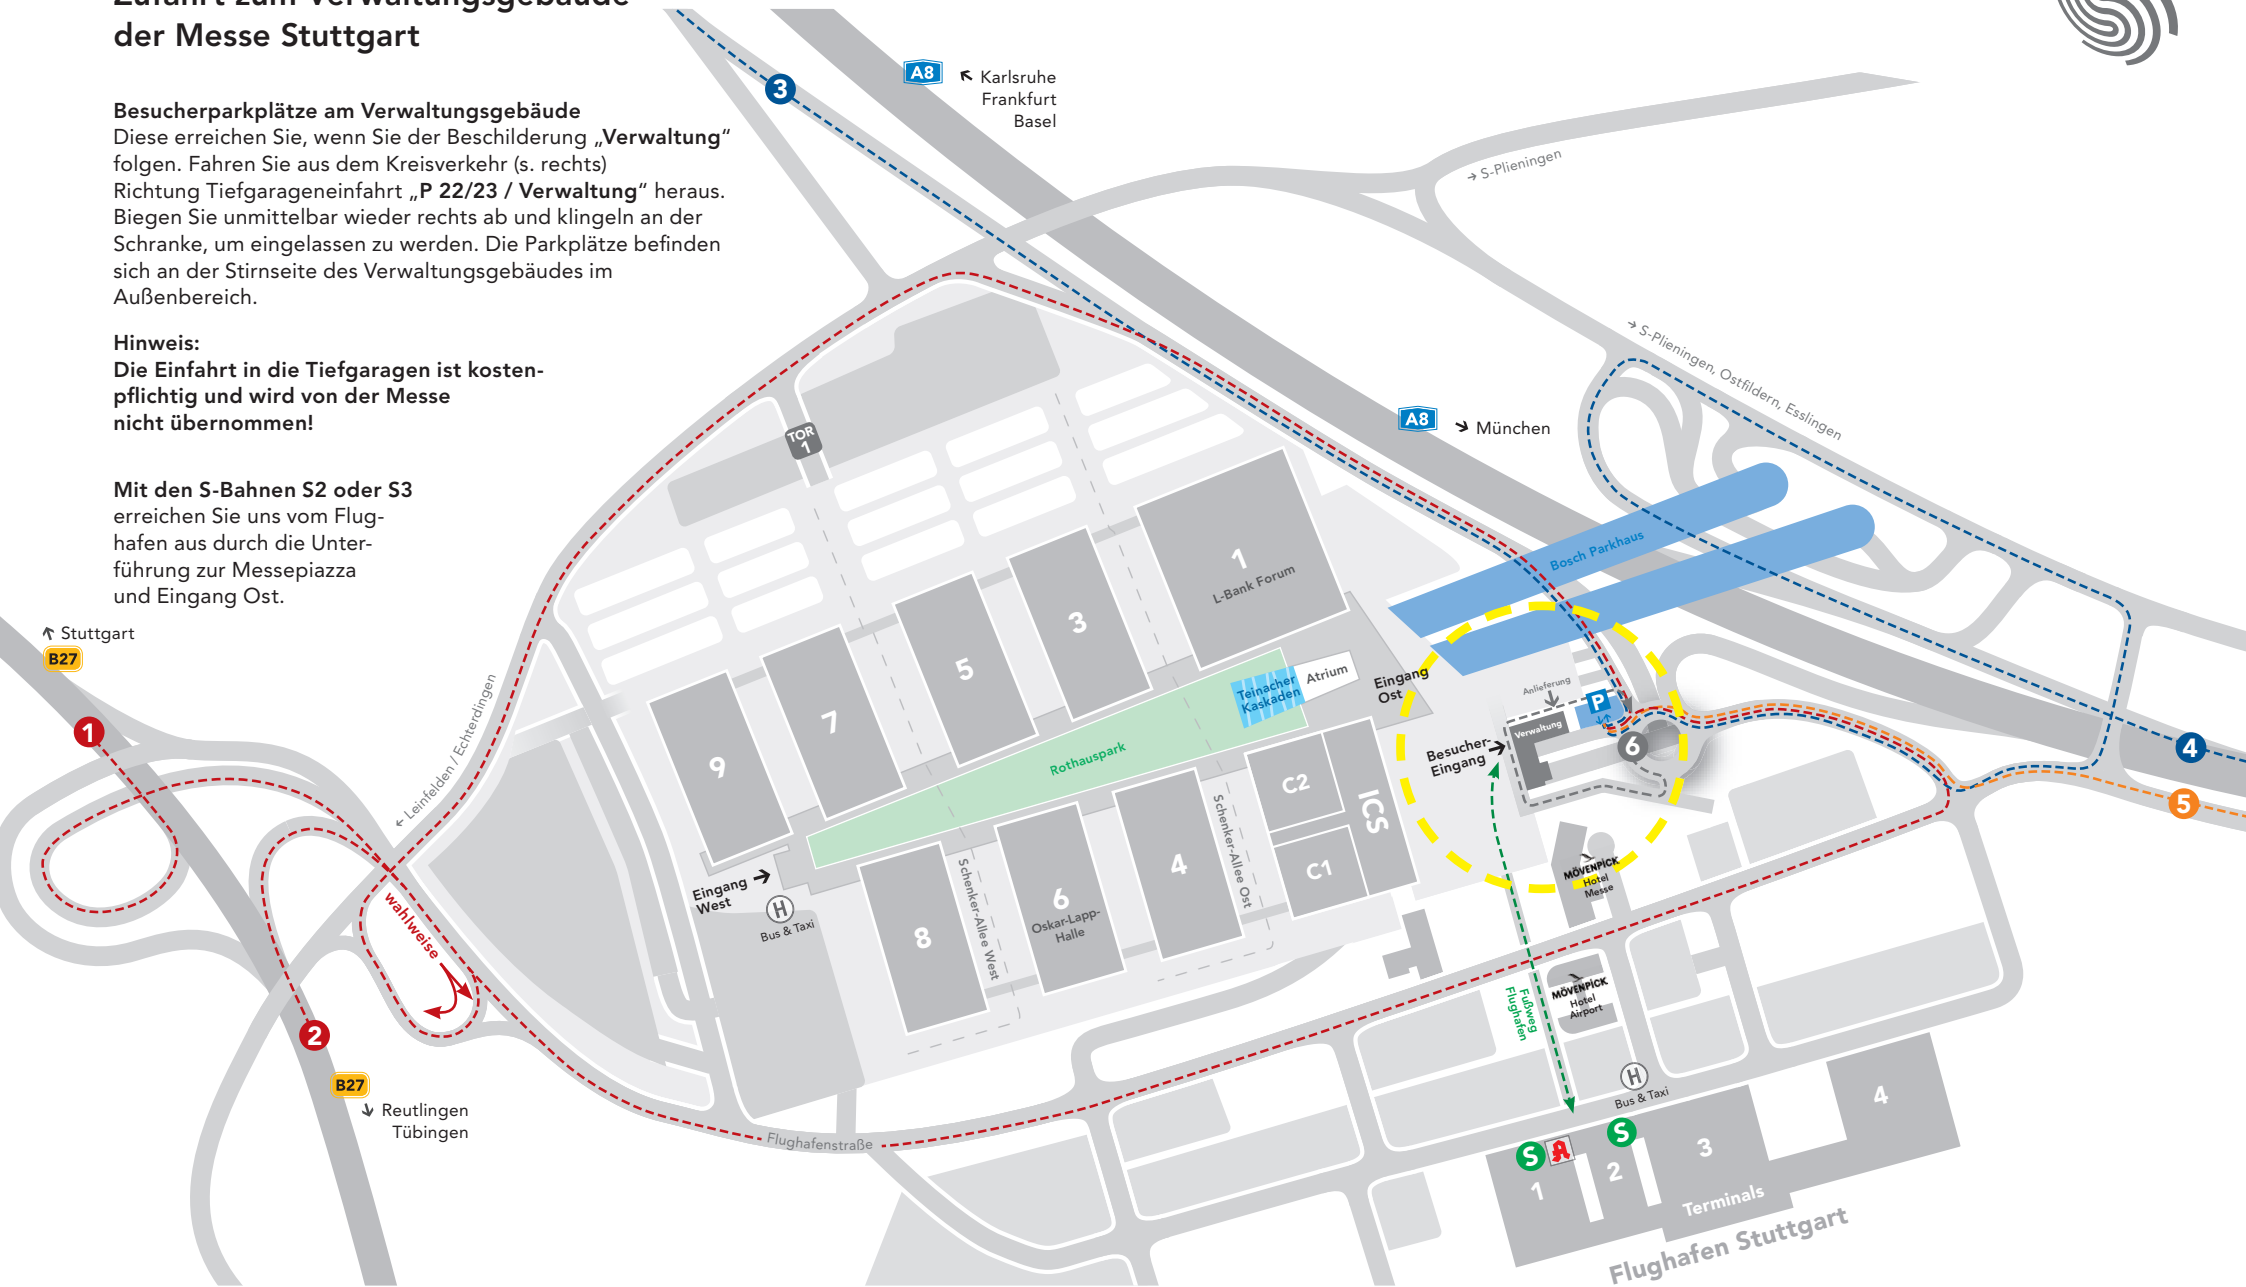 Zufahrt zum Verwaltungsgebäude
der Messe Stuttgart
Besucherparkplätze am Verwaltungsgebäude
Diese erreichen Sie, wenn Sie der Beschilderung „Verwaltung“
folgen. Fahren Sie aus dem Kreisverkehr (s. rechts)
Richtung Tiefgarageneinfahrt „P 22/23 / Verwaltung“ heraus.
Biegen Sie unmittelbar wieder rechts ab und klingeln an der
Schranke, um eingelassen zu werden. Die Parkplätze befinden
sich an der Stirnseite des Verwaltungsgebäudes im
Außenbereich.
Hinweis:
Die Einfahrt in die Tiefgaragen ist kosten-
pflichtig und wird von der Messe
nicht übernommen!
Mit den S-Bahnen S2 oder S3
erreichen Sie uns vom Flug-
hafen aus durch die Unter-
führung zur Messepiazza
und Eingang Ost.
3
A8
Karlsruhe
Frankfurt
Basel
→ S-Plieningen
→ S-Plieningen, Ostfildern, Esslingen
A8
München
TOR
1
Bosch Parkhaus
Stuttgart
B27
1
← Leinfelden / Echterdingen
1
L-Bank Forum
3
5
7
9
Teinacher
Kaskaden
Atrium
Eingang
Ost
Rothauspark
Anlieferung
P
Verwaltung
6
Besucher-
Eingang
4
5
C2
C1
ICS
Schenker-Allee Ost
4
6
Oskar-Lapp-
Halle
Schenker-Allee West
8
Eingang
West
H
Bus & Taxi
wahlweise
2
B27
Reutlingen
Tübingen
Flughafenstraße
MÖVENPICK
Hotel
Messe
MÖVENPICK
Hotel
Airport
Fußweg
Flughafen
H
Bus & Taxi
S
S
A
1
2
3
4
Terminals
Flughafen Stuttgart